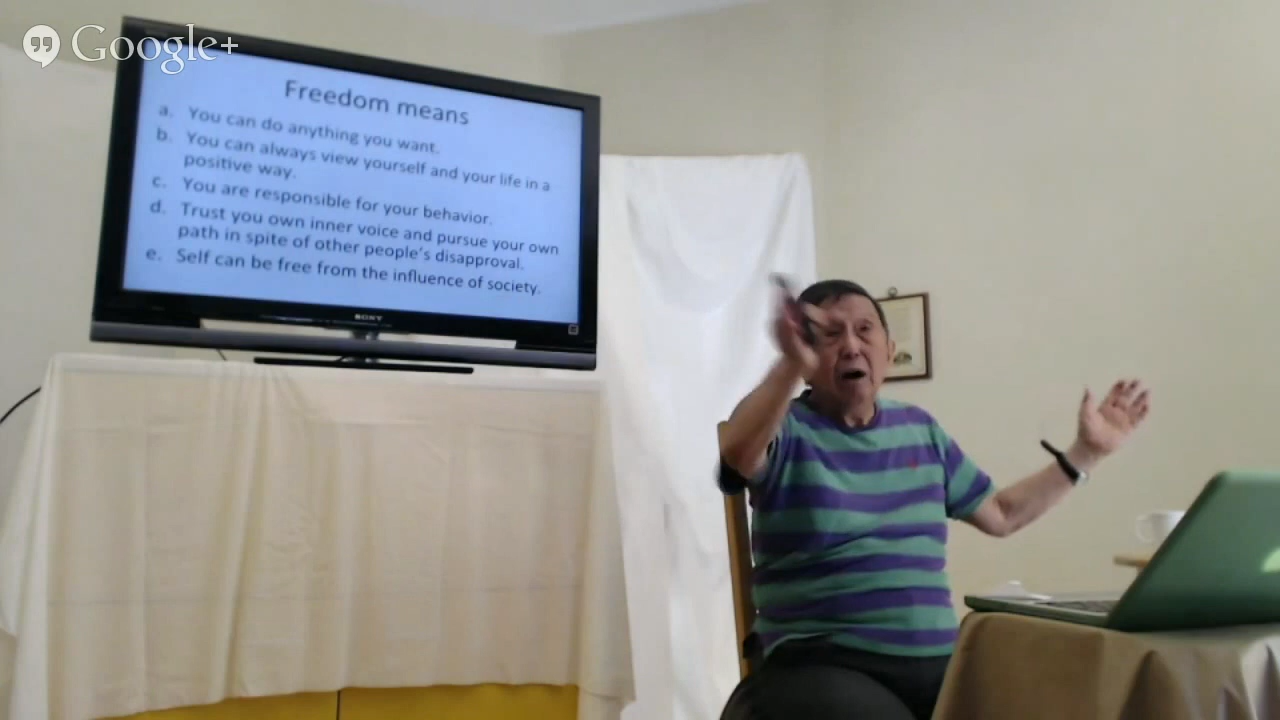 Google+
Freedom means
a. You can do anything you want.
b. You can always view yourself and your life in a
positive way.
c. You are responsible for your behavior.
d. Trust you own inner voice and pursue your own
path in spite of other people's disapproval.
e. Self can be free from the influence of society.
SONY